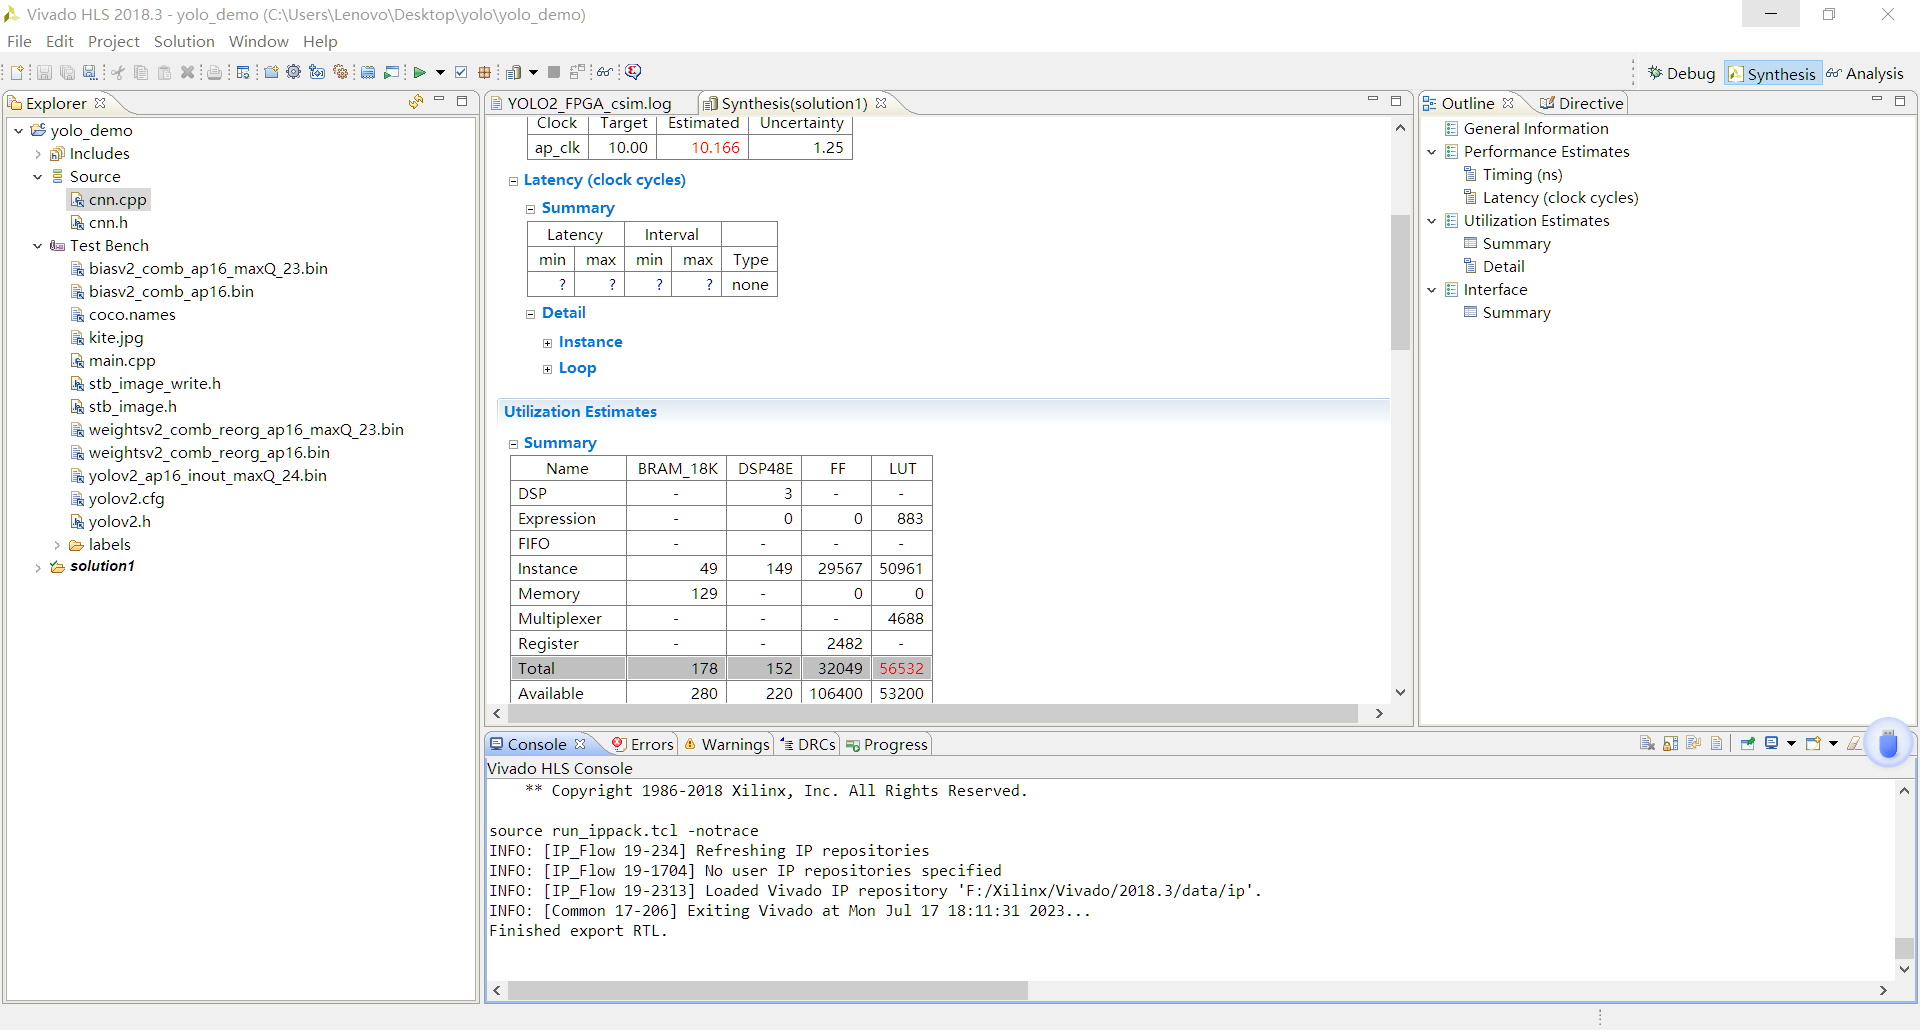 Vivado HLS 2018.3 - yolo_demo (C:\Users\Lenovo\Desktop\yolo\yolo_demo)
File Edit Project Solution Window Help
Debug Synthesis Analysis
Explorer
yolo_demo
Includes
Source
cnn.cpp
cnn.h
Test Bench
biasv2_comb_ap16_maxQ_23.bin
biasv2_comb_ap16.bin
coco.names
kite.jpg
main.cpp
stb_image_write.h
stb_image.h
weightsv2_comb_reorg_ap16_maxQ_23.bin
weightsv2_comb_reorg_ap16.bin
yolov2_ap16_inout_maxQ_24.bin
yolov2.cfg
yolov2.h
labels
solution1
YOLO2_FPGA_csim.log Synthesis(solution1)
Clock Target Estimated Uncertainty
ap_clk 10.00 10.166 1.25
Latency (clock cycles)
Summary
Latency Interval
min max min max Type
? ? ? ? none
Detail
Instance
Loop
Utilization Estimates
Summary
Name BRAM_18K DSP48E FF LUT
DSP - 3 - -
Expression - 0 0 883
FIFO - - - -
Instance 49 149 29567 50961
Memory 129 - 0 0
Multiplexer - - - 4688
Register - - 2482 -
Total 178 152 32049 56532
Available 280 220 106400 53200
Outline Directive
General Information
Performance Estimates
Timing (ns)
Latency (clock cycles)
Utilization Estimates
Summary
Detail
Interface
Summary
Console Errors Warnings DRCs Progress
Vivado HLS Console
** Copyright 1986-2018 Xilinx, Inc. All Rights Reserved.
source run_ippack.tcl -notrace
INFO: [IP_Flow 19-234] Refreshing IP repositories
INFO: [IP_Flow 19-1704] No user IP repositories specified
INFO: [IP_Flow 19-2313] Loaded Vivado IP repository 'F:/Xilinx/Vivado/2018.3/data/ip'.
INFO: [Common 17-206] Exiting Vivado at Mon Jul 17 18:11:31 2023...
Finished export RTL.